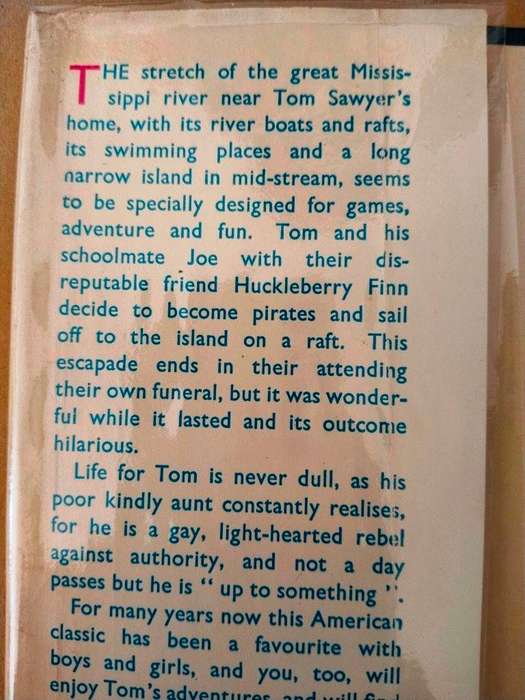 THE stretch of the great Missis-
sippi river near Tom Sawyer's
home, with its river boats and rafts,
its swimming places and a long
narrow island in mid-stream, seems
to be specially designed for games,
adventure and fun. Tom and his
schoolmate Joe with their dis-
reputable friend Huckleberry Finn
decide to become pirates and sail
off to the island on a raft. This
escapade ends in their attending
their own funeral, but it was wonder-
ful while it lasted and its outcome
hilarious.
Life for Tom is never dull, as his
poor kindly aunt constantly realises,
for he is a gay, light-hearted rebel
against authority, and not a day
passes but he is “ up to something ”.
For many years now this American
classic has been a favourite with
boys and girls, and you, too, will
enjoy Tom's adventures and will